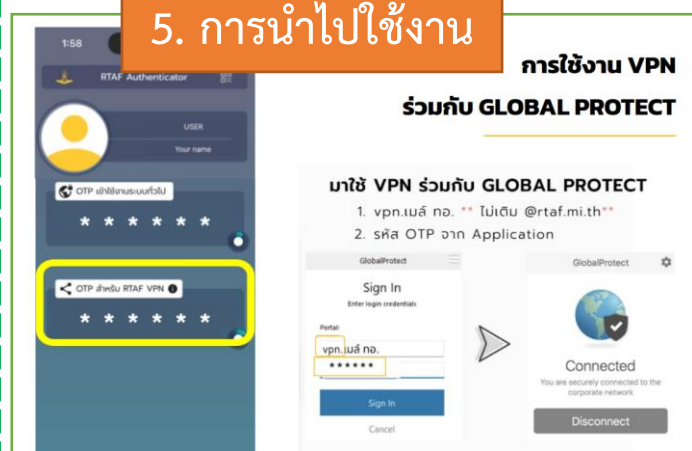 5. การนำไปใช้งาน
1:58
RTAF Authenticator
USER
Your name
OTP เข้าใช้งานระบบทั่วไป
* * * * * *
OTP สำหรับ RTAF VPN
* * * * * *
การใช้งาน VPN
ร่วมกับ GLOBAL PROTECT
มาใช้ VPN ร่วมกับ GLOBAL PROTECT
1. vpn.เมล์ ทอ. ** ไม่เติม @rtaf.mi.th**
2. รหัส OTP จาก Application
GlobalProtect
Sign In
Enter login credentials
Portal:
vpn.เมล์ ทอ.
******
Sign In
Cancel
GlobalProtect
Connected
You are securely connected to the
corporate network
Disconnect